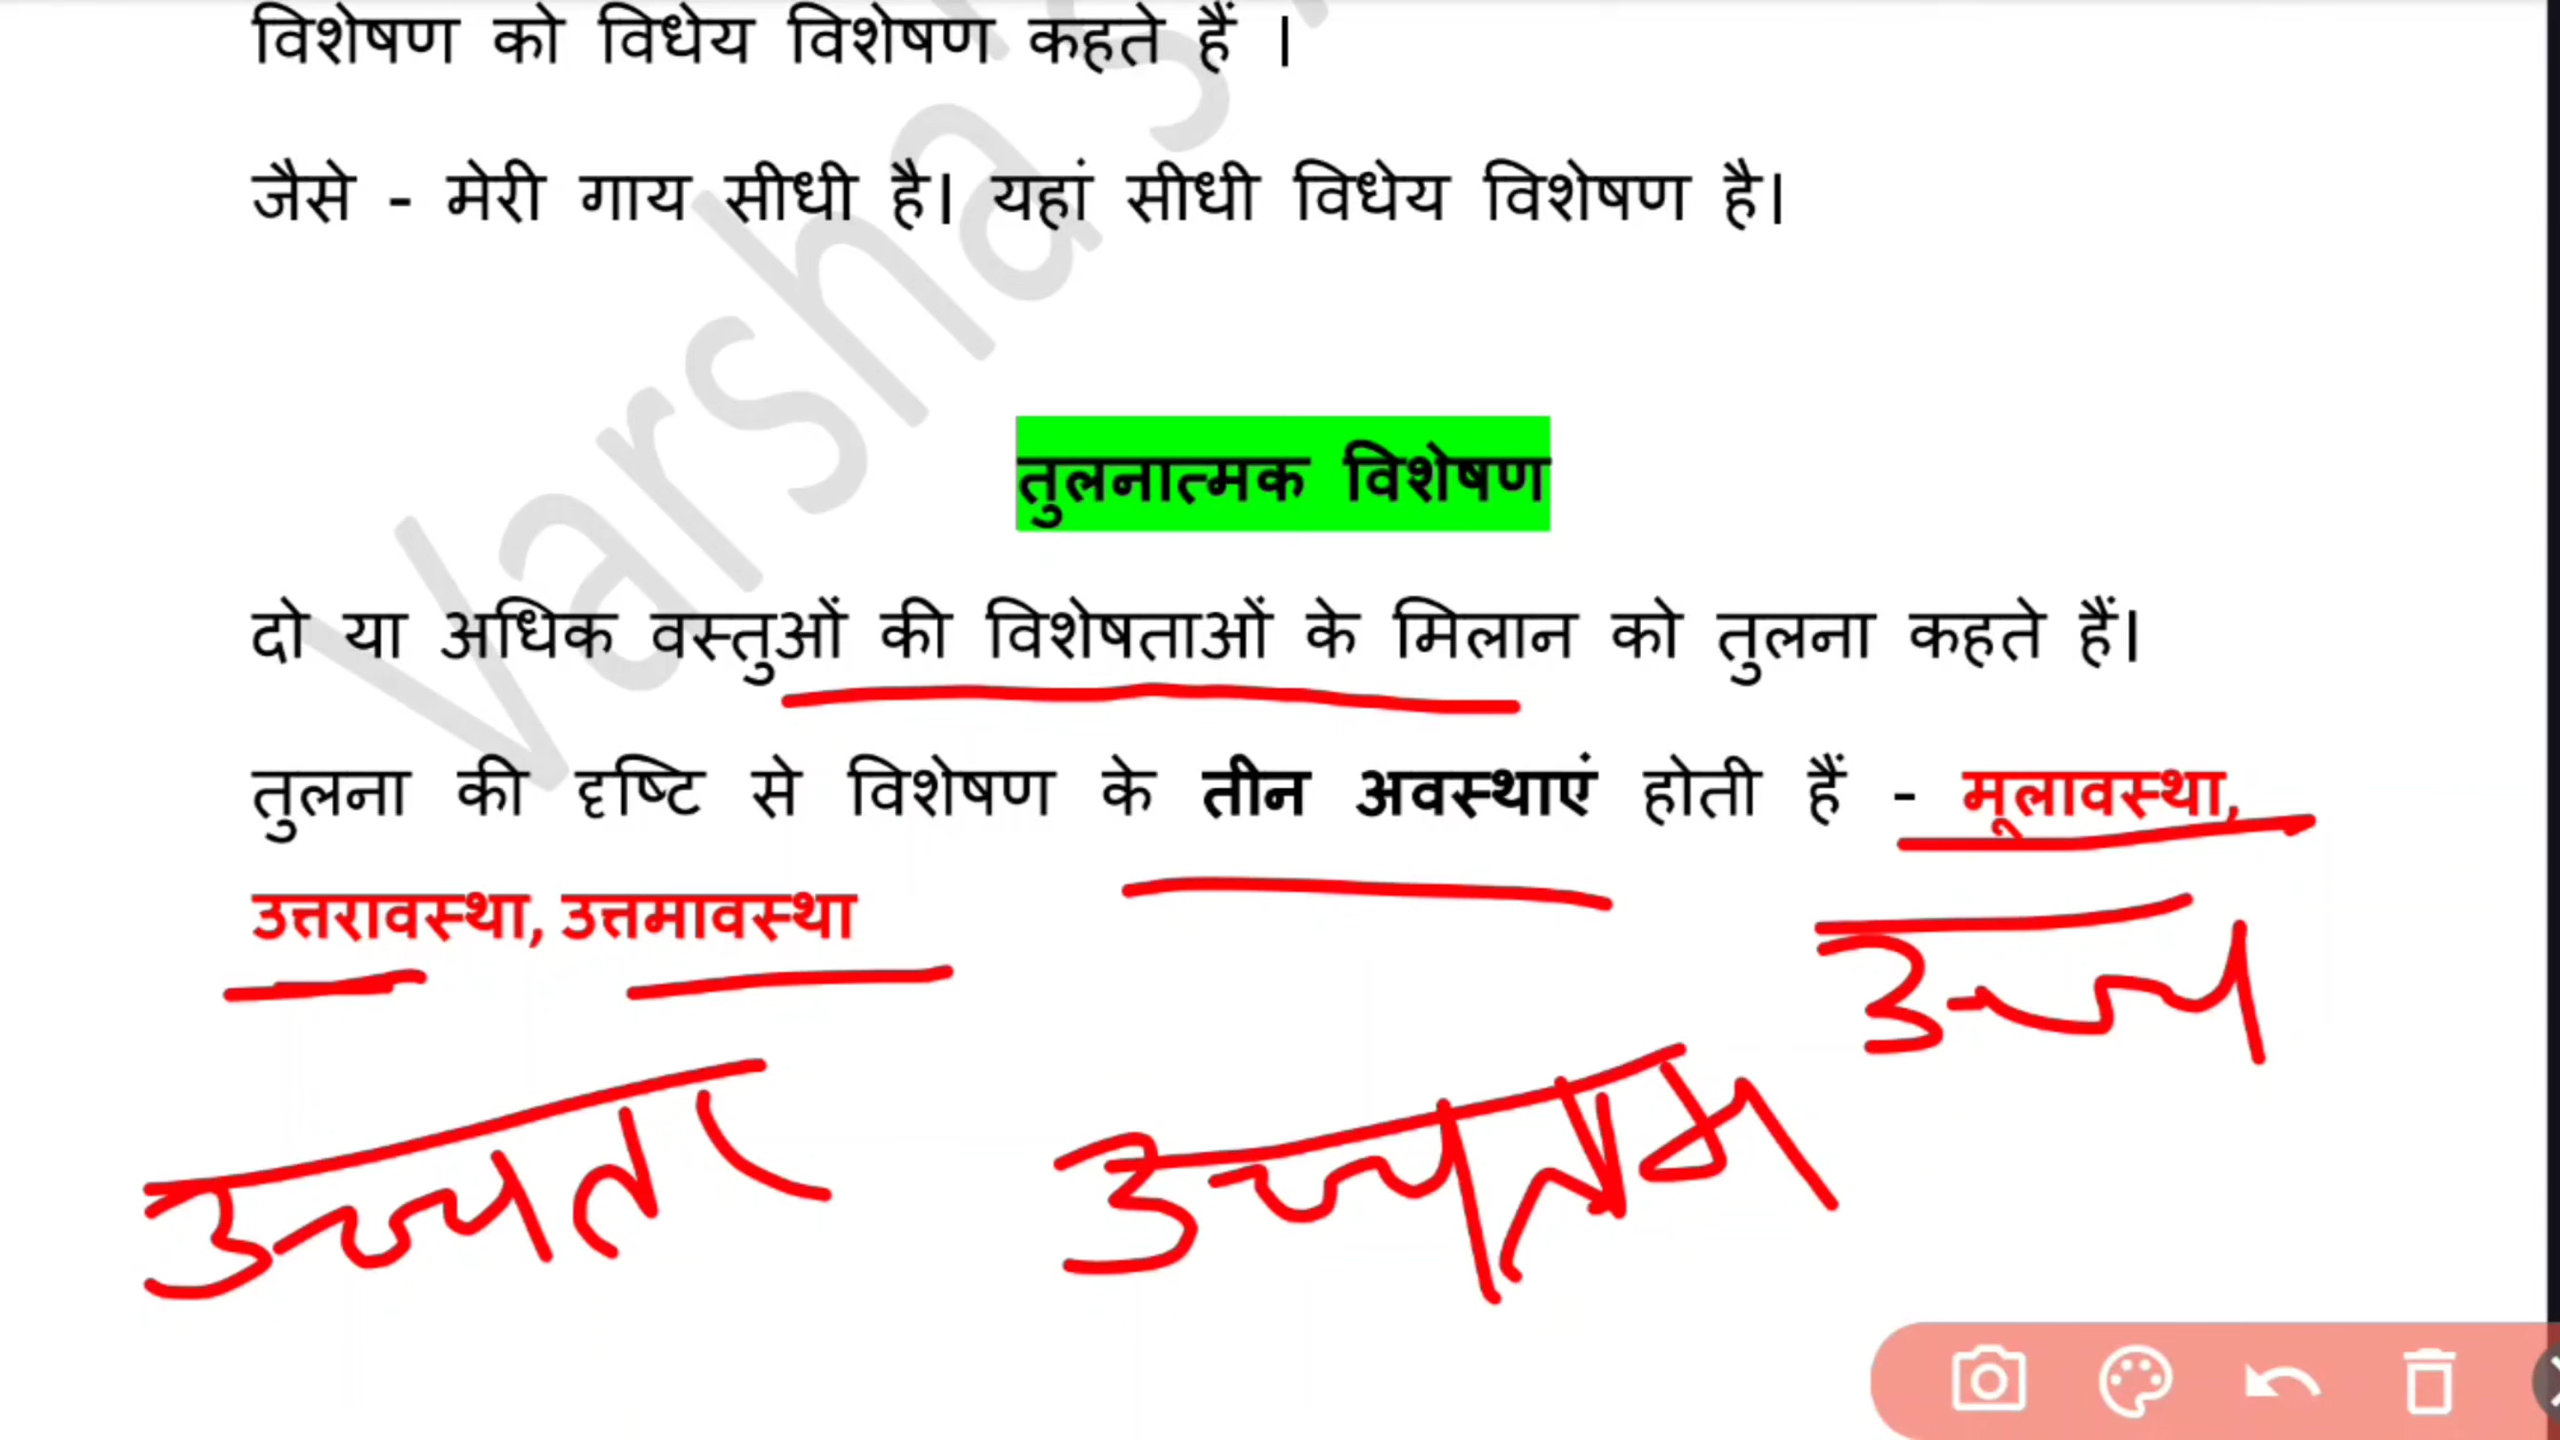 विशेषण को विधेय विशेषण कहते हैं ।
जैसे - मेरी गाय सीधी है। यहां सीधी विधेय विशेषण है।
तुलनात्मक विशेषण
दो या अधिक वस्तुओं की विशेषताओं के मिलान को तुलना कहते हैं।
तुलना की दृष्टि से विशेषण के तीन अवस्थाएं होती हैं - मूलावस्था,
उत्तरावस्था, उत्तमावस्था
उच्च
उच्चतर
उच्चतम
Varsha